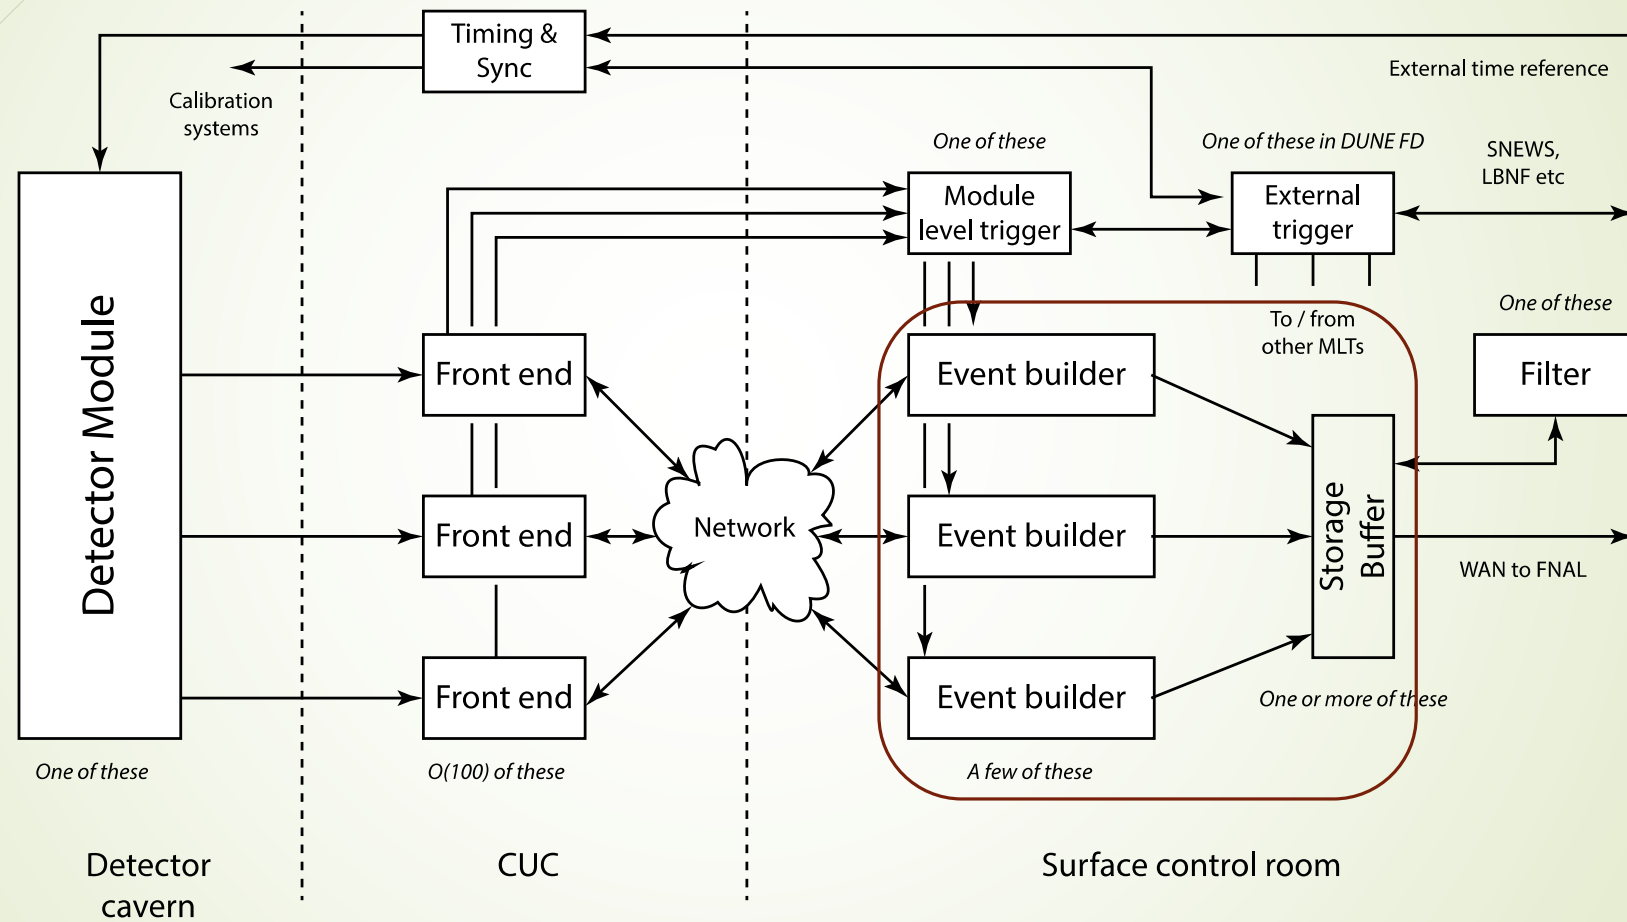 Timing &
Sync
External time reference
Calibration
systems
One of these
One of these in DUNE FD
SNEWS,
LBNF etc
Module
level trigger
External
trigger
One of these
To / from
other MLTs
Detector Module
Front end
Event builder
Filter
Network
Front end
Event builder
Storage
Buffer
WAN to FNAL
Front end
Event builder
One or more of these
One of these
O(100) of these
A few of these
Detector
cavern
CUC
Surface control room